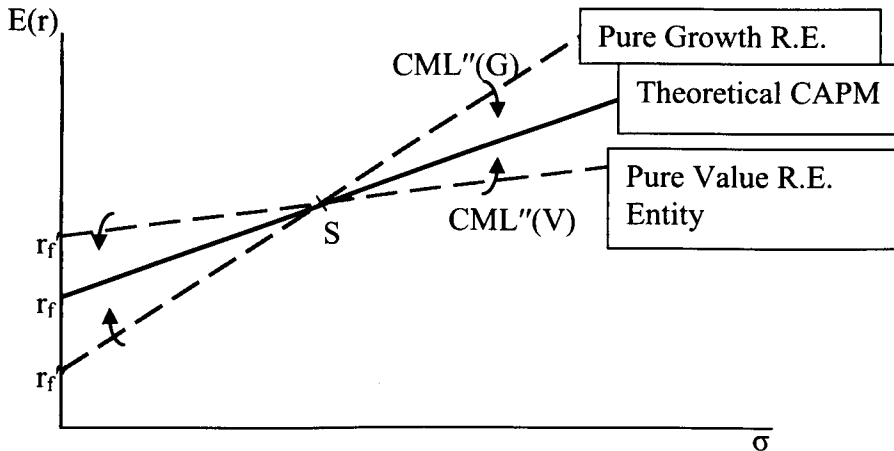 E(r)
Pure Growth R.E.
CML″(G)
Theoretical CAPM
Pure Value R.E.
Entity
CML″(V)
S
r_f′
r_f
r_f′
σ